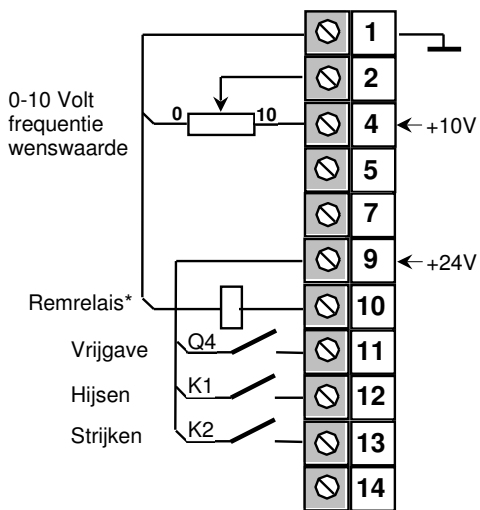 1
2
0-10 Volt
frequentie
wenswaarde
0
10
4
+10V
5
7
9
+24V
Remrelais*
10
Vrijgave
Q4
11
Hijsen
K1
12
Strijken
K2
13
14